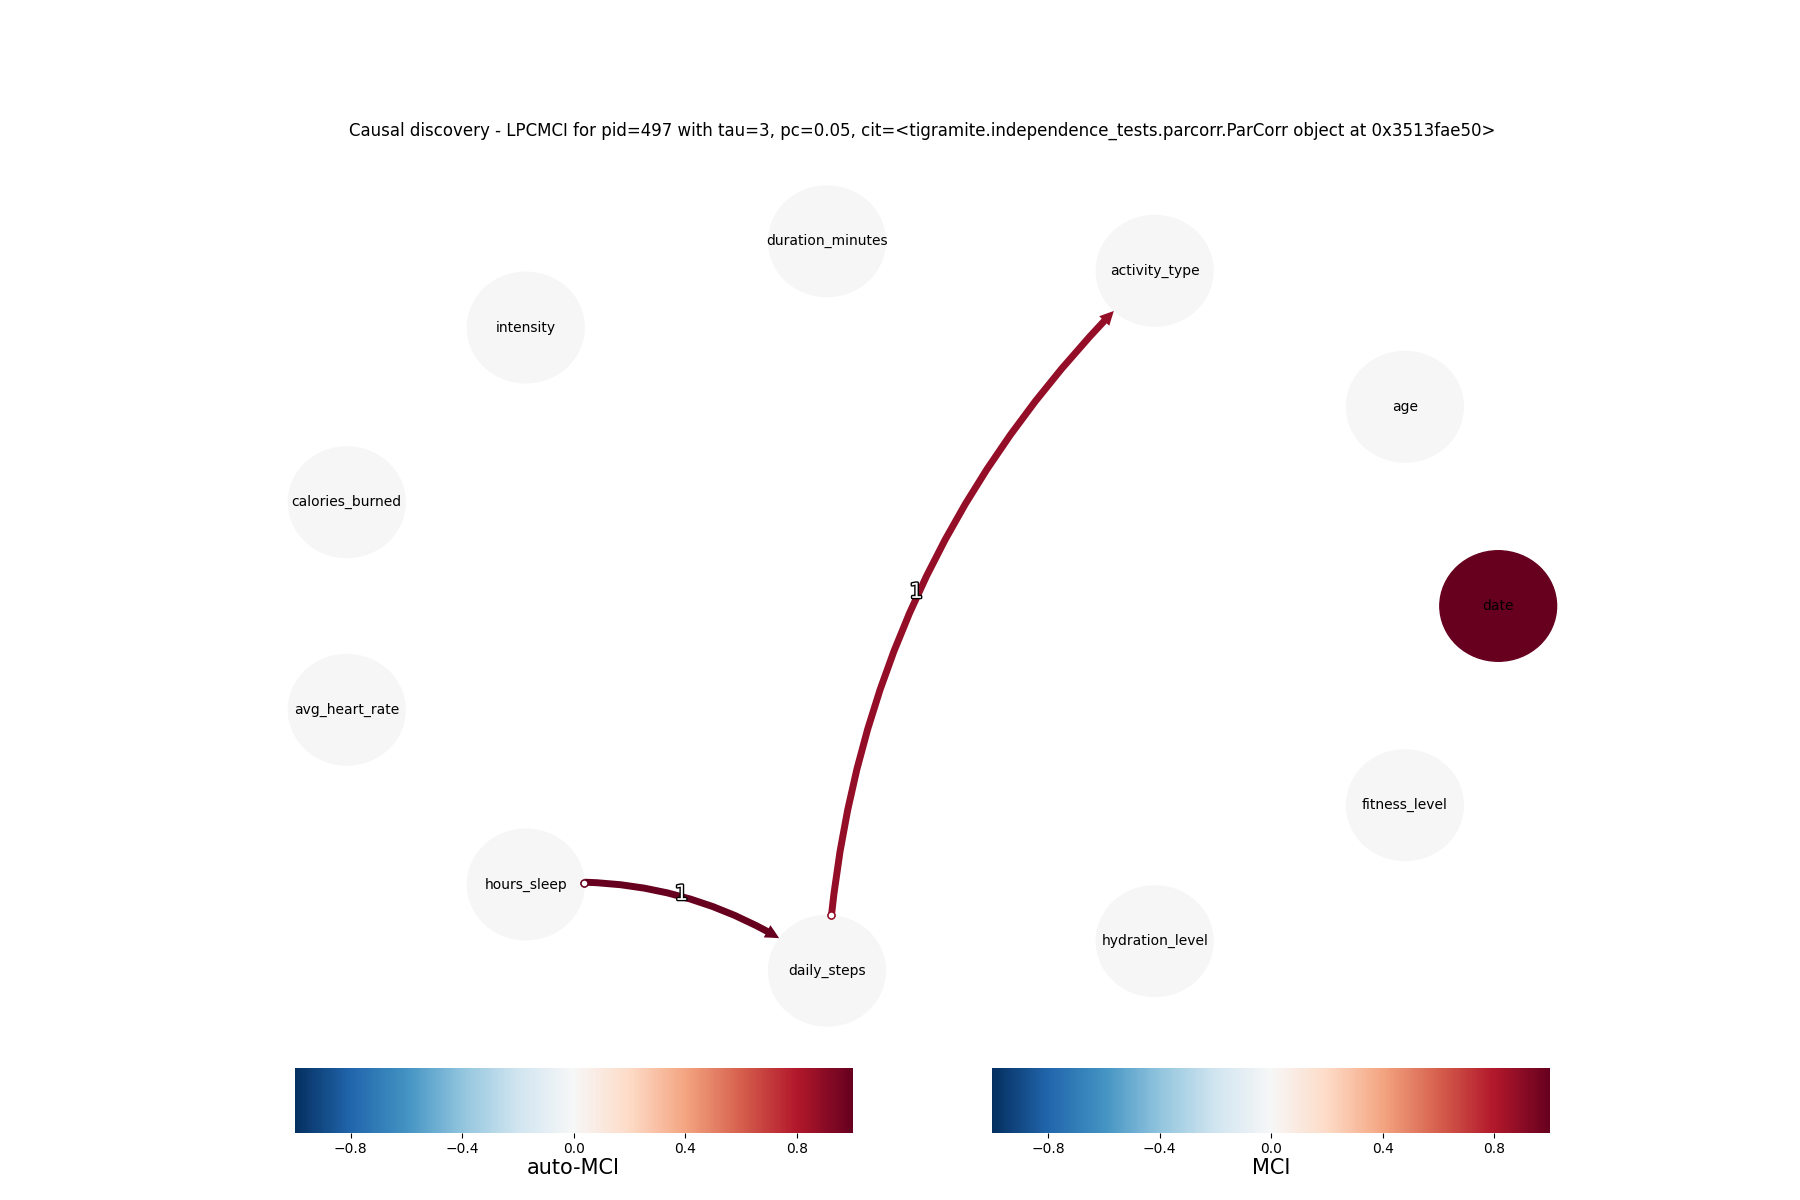 Causal discovery - LPCMCI for pid=497 with tau=3, pc=0.05, cit=<tigramite.independence_tests.parcorr.ParCorr object at 0x3513fae50>
duration_minutes
activity_type
intensity
age
calories_burned
1
date
avg_heart_rate
fitness_level
hours_sleep
1
hydration_level
daily_steps
−0.8 −0.4 0.0 0.4 0.8
auto-MCI
−0.8 −0.4 0.0 0.4 0.8
MCI